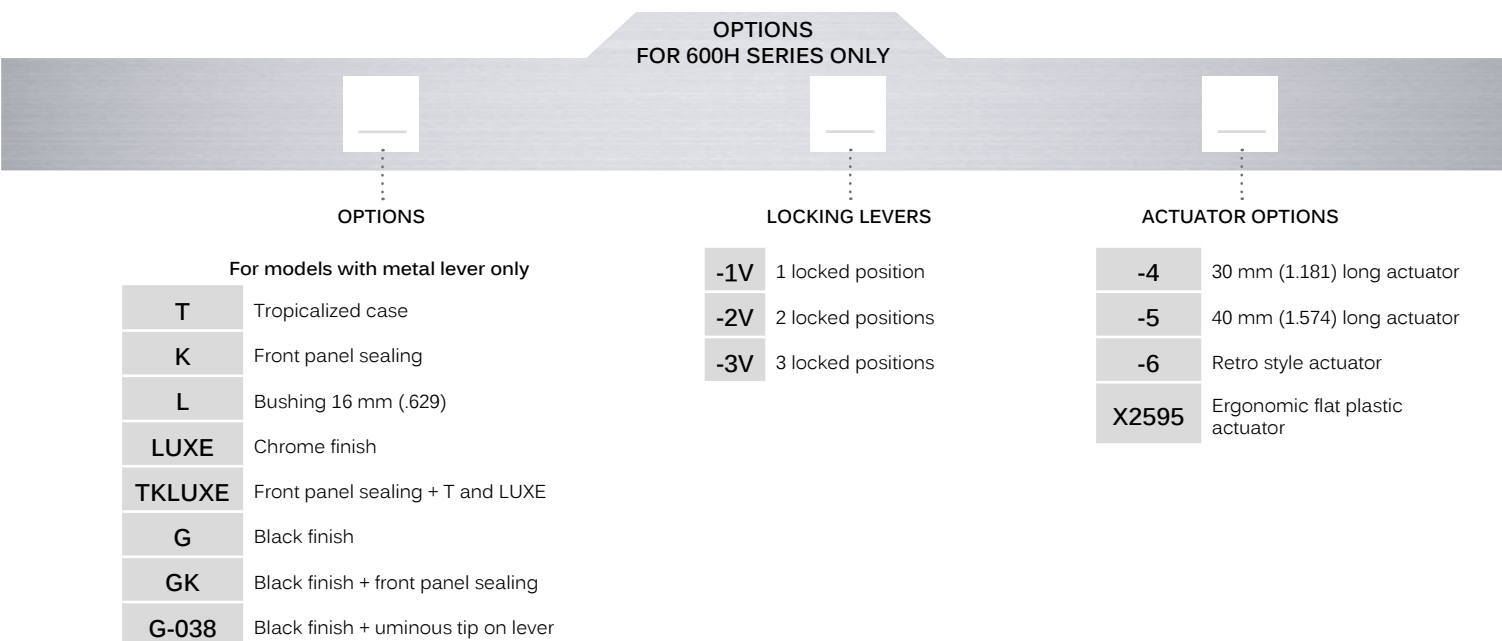 OPTIONS
FOR 600H SERIES ONLY
OPTIONS
For models with metal lever only
T Tropicalized case
K Front panel sealing
L Bushing 16 mm (.629)
LUXE Chrome finish
TKLUXE Front panel sealing + T and LUXE
G Black finish
GK Black finish + front panel sealing
G-038 Black finish + uminous tip on lever
LOCKING LEVERS
-1V 1 locked position
-2V 2 locked positions
-3V 3 locked positions
ACTUATOR OPTIONS
-4 30 mm (1.181) long actuator
-5 40 mm (1.574) long actuator
-6 Retro style actuator
X2595 Ergonomic flat plastic
actuator